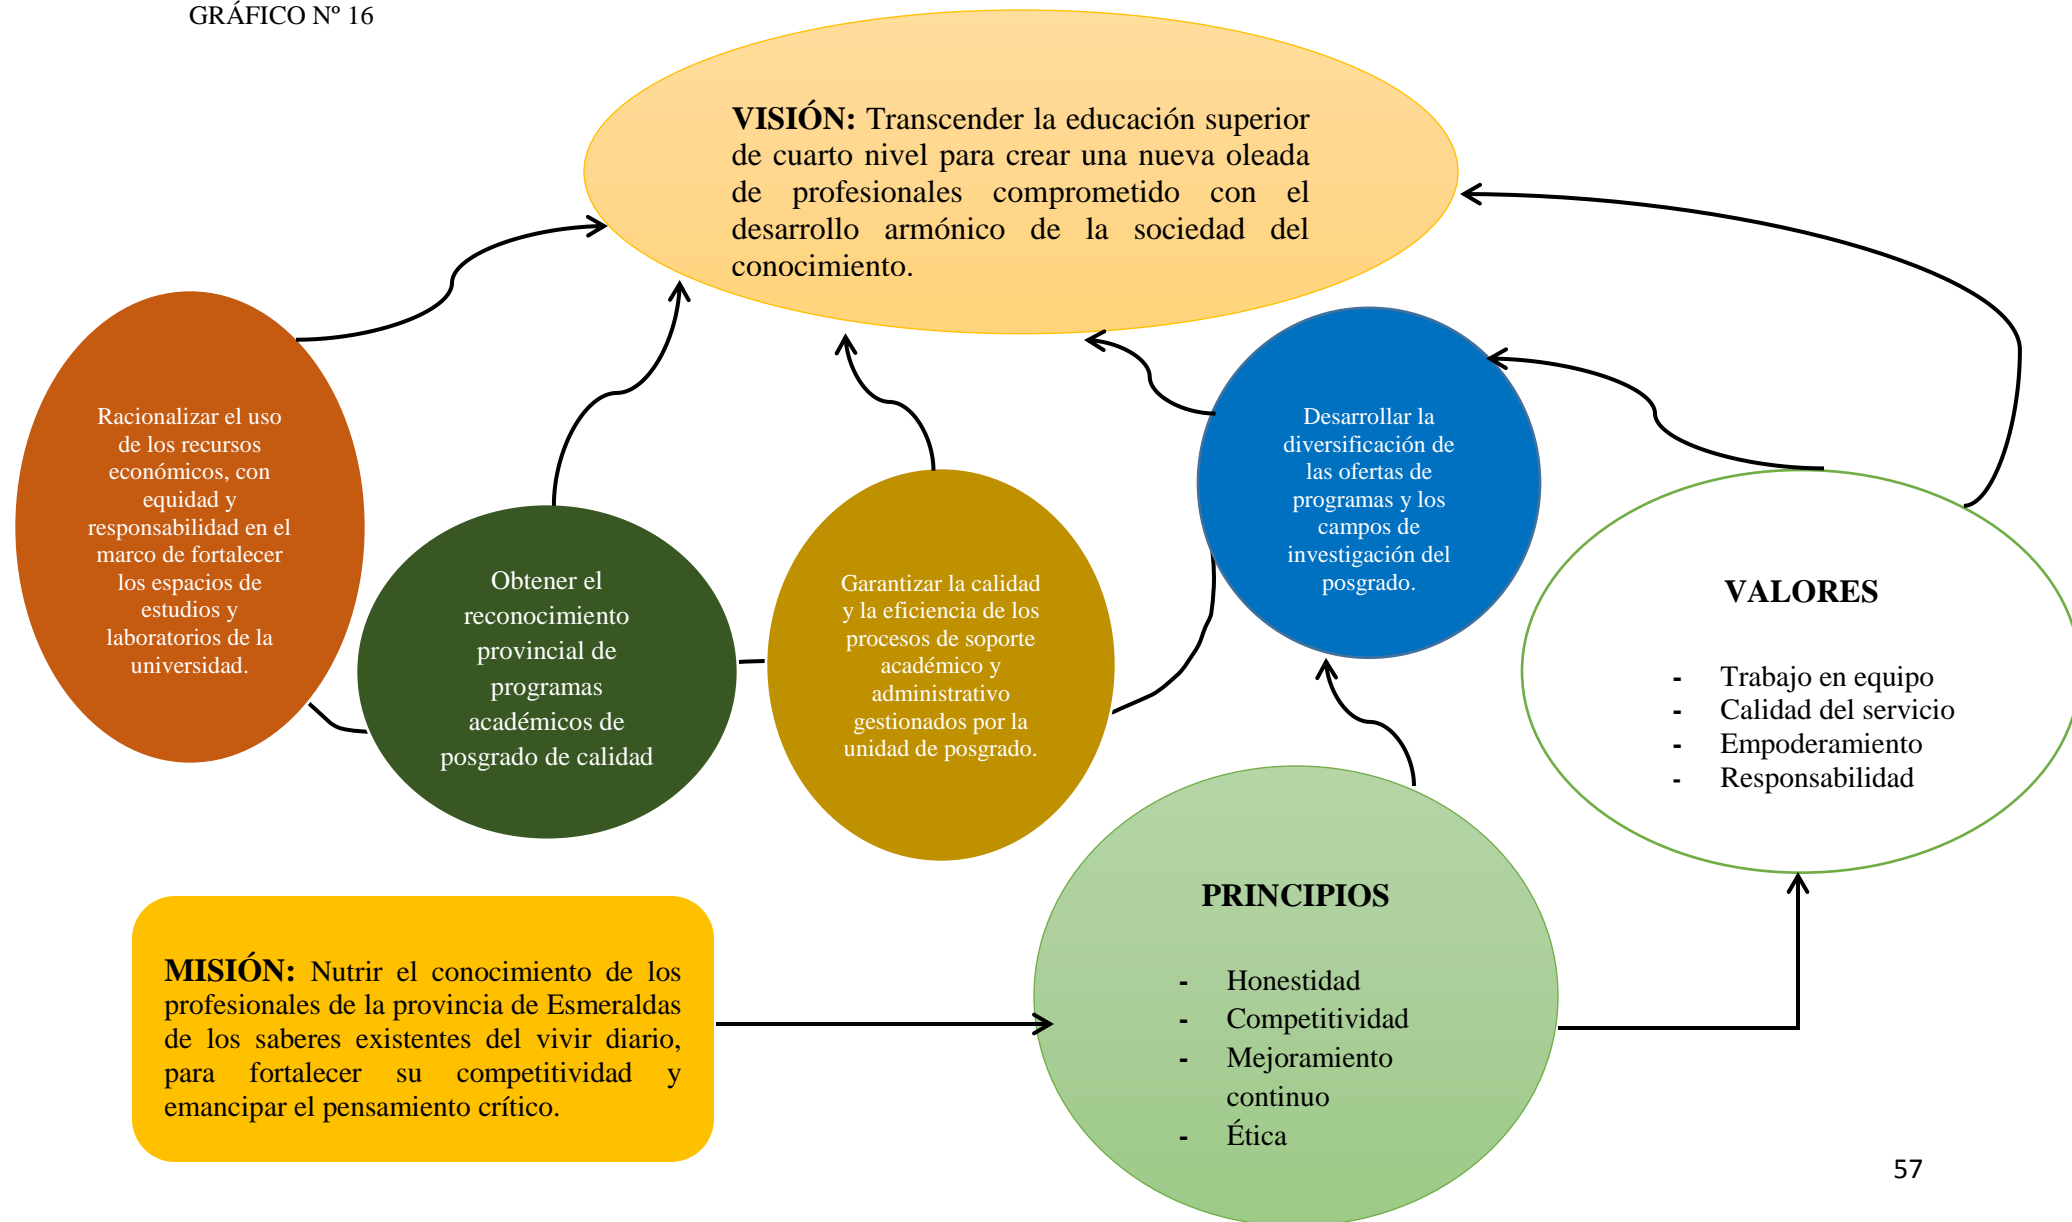 GRÁFICO Nº 16
VISIÓN: Transcender la educación superior
de cuarto nivel para crear una nueva oleada
de profesionales comprometido con el
desarrollo armónico de la sociedad del
conocimiento.
Racionalizar el uso
de los recursos
económicos, con
equidad y
responsabilidad en el
marco de fortalecer
los espacios de
estudios y
laboratorios de la
universidad.
Obtener el
reconocimiento
provincial de
programas
académicos de
posgrado de calidad
Garantizar la calidad
y la eficiencia de los
procesos de soporte
académico y
administrativo
gestionados por la
unidad de posgrado.
Desarrollar la
diversificación de
las ofertas de
programas y los
campos de
investigación del
posgrado.
VALORES
- Trabajo en equipo
- Calidad del servicio
- Empoderamiento
- Responsabilidad
MISIÓN: Nutrir el conocimiento de los
profesionales de la provincia de Esmeraldas
de los saberes existentes del vivir diario,
para fortalecer su competitividad y
emancipar el pensamiento crítico.
PRINCIPIOS
- Honestidad
- Competitividad
- Mejoramiento
continuo
- Ética
57